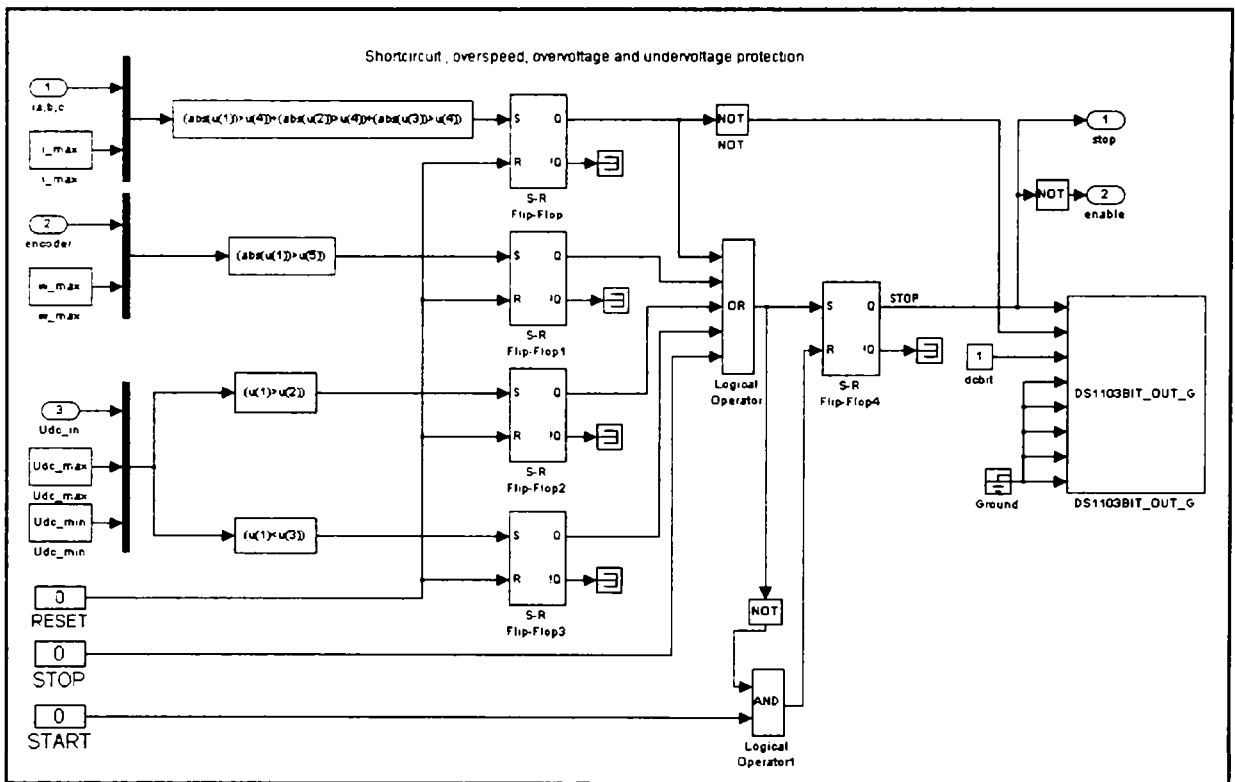 Shortcircuit, overspeed, overvoltage and undervoltage protection
1
ia,b,c
i_max
i_max
(abs(u(1))>u(4))+(abs(u(2))>u(4))+(abs(u(3))>u(4))
S Q
R !Q
S-R
Flip-Flop
NOT
NOT
1
stop
NOT
2
enable
2
encoder
w_max
w_max
(abs(u(1))>u(5))
S Q
R !Q
S-R
Flip-Flop1
OR
Logical
Operator
S Q
R !Q
S-R
Flip-Flop4
STOP
1
dcbit
DS1103BIT_OUT_G
DS1103BIT_OUT_G
Ground
3
Udc_in
Udc_max
Udc_max
Udc_min
Udc_min
(u(1)>u(2))
S Q
R !Q
S-R
Flip-Flop2
(u(1)<u(3))
S Q
R !Q
S-R
Flip-Flop3
0
RESET
0
STOP
0
START
NOT
AND
Logical
Operator1